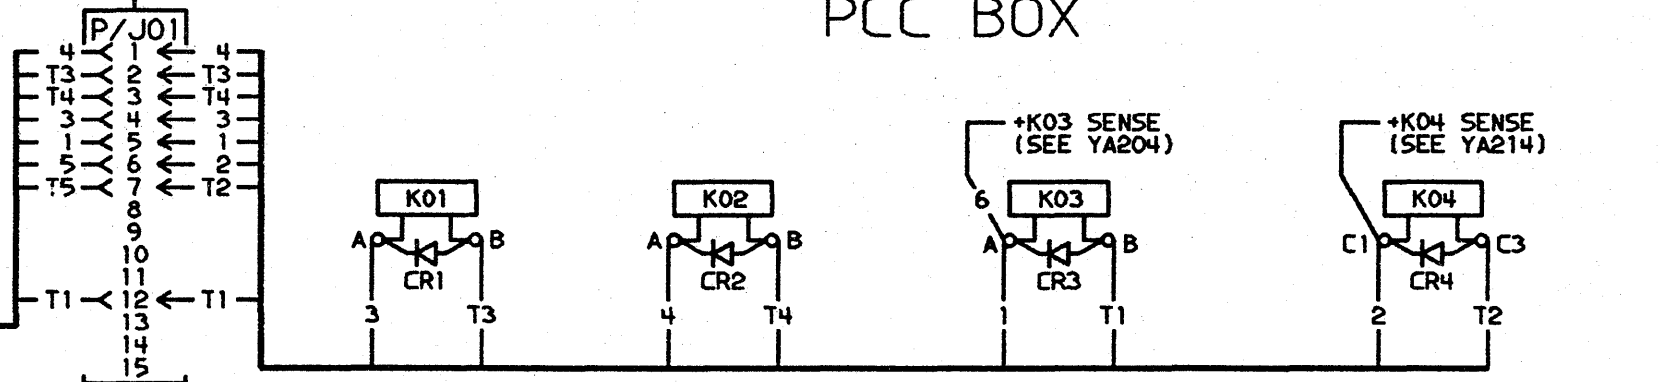 PCC BOX
P/J01
4 1 4
T3 2 T3
T4 3 T4
3 4 3
1 5 1
5 6 2
T5 7 T2
8
9
10
11
T1 12 T1
13
14
15
K01
A B
CR1
3 T3
K02
A B
CR2
4 T4
+K03 SENSE
(SEE YA204)
6
K03
A B
CR3
1 T1
+K04 SENSE
(SEE YA214)
K04
C1 C3
CR4
2 T2